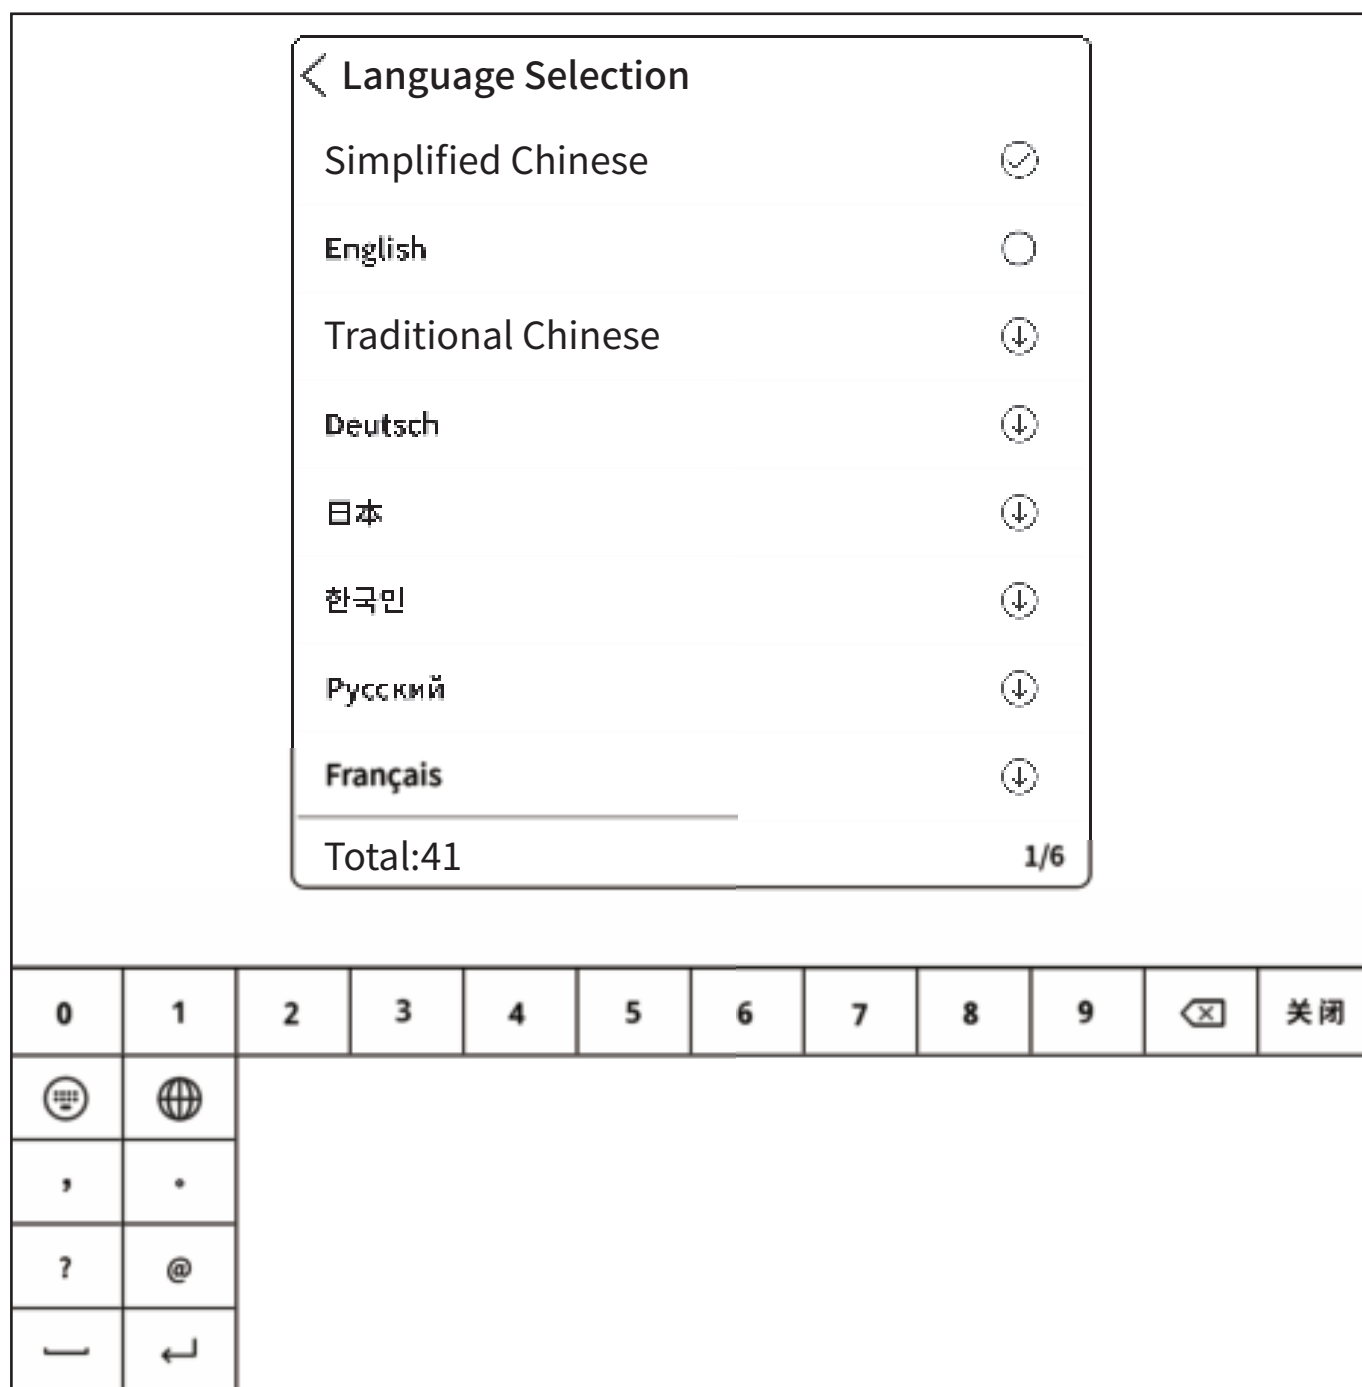 Language Selection
Simplified Chinese
English
Traditional Chinese
Deutsch
日本
한국인
Русский
Français
Total:41 1/6
0 1 2 3 4 5 6 7 8 9 关闭
, .
? @